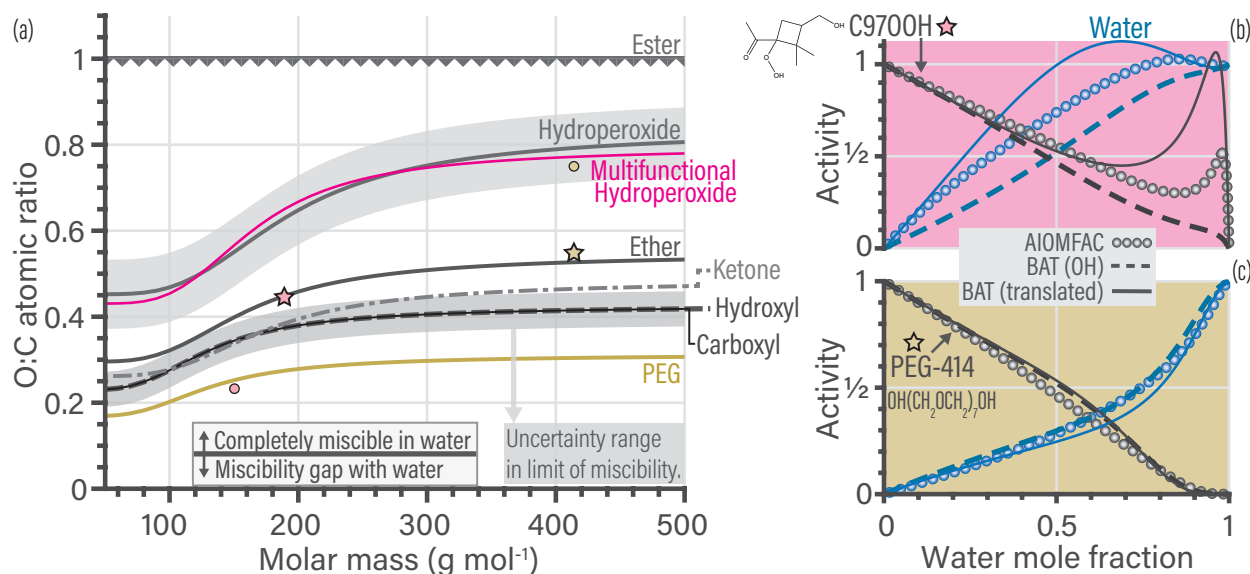 (a)
O:C atomic ratio
1
0.8
0.6
0.4
0.2
0
100
200
300
400
500
Molar mass (g mol⁻¹)
Ester
Hydroperoxide
Multifunctional
Hydroperoxide
Ether
Ketone
Hydroxyl
Carboxyl
PEG
Completely miscible in water
Miscibility gap with water
Uncertainty range
in limit of miscibility.
O
O
OH
OH
C97OOH
Water
(b)
Activity
1
½
0
AIOMFAC
BAT (OH)
BAT (translated)
(c)
Activity
1
½
0
PEG-414
OH(CH₂OCH₂)₇OH
0
0.5
1
Water mole fraction